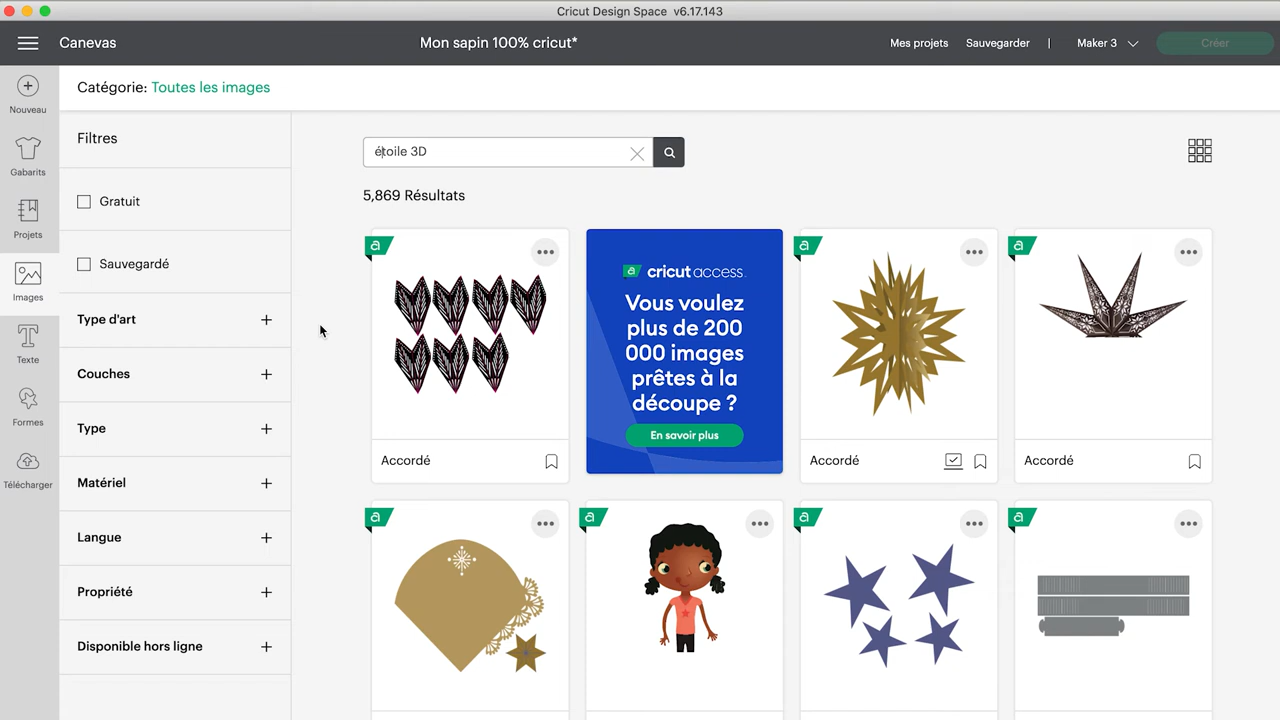 Cricut Design Space v6.17.143
Canevas
Mon sapin 100% cricut*
Mes projets
Sauvegarder
|
Maker 3
Créer
Nouveau
Gabarits
Projets
Images
Texte
Formes
Télécharger
Catégorie: Toutes les images
Filtres
Gratuit
Sauvegardé
Type d'art
Couches
Type
Matériel
Langue
Propriété
Disponible hors ligne
étoile 3D
5,869 Résultats
a
Accordé
a cricut access
Vous voulez
plus de 200
000 images
prêtes à la
découpe ?
En savoir plus
a
Accordé
a
Accordé
a
a
a
a